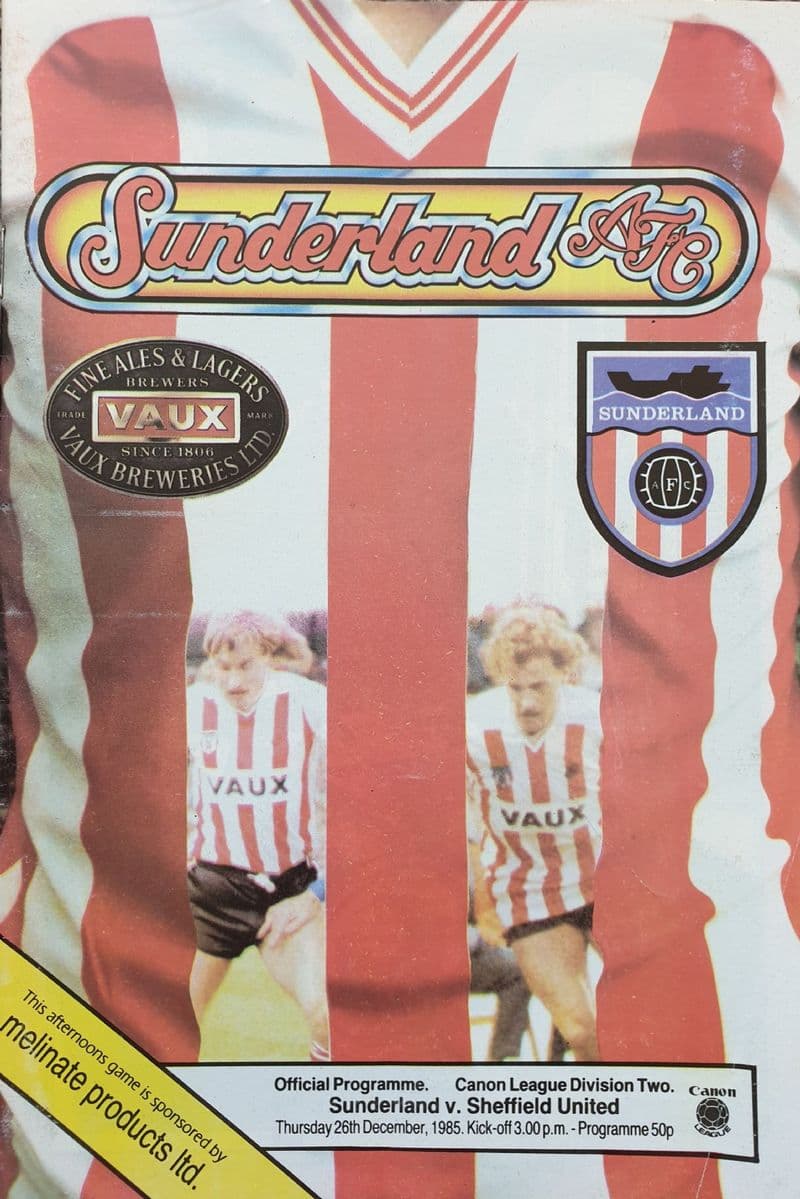 Sunderland AFC
FINE ALES & LAGERS
BREWERS
TRADE VAUX MARK
SINCE 1806
VAUX BREWERIES LTD.
SUNDERLAND
A F C
VAUX
VAUX
This afternoons game is sponsored by
melinate products ltd.
Official Programme. Canon League Division Two.
Sunderland v. Sheffield United
Thursday 26th December, 1985. Kick-off 3.00 p.m. - Programme 50p
Canon
LEAGUE